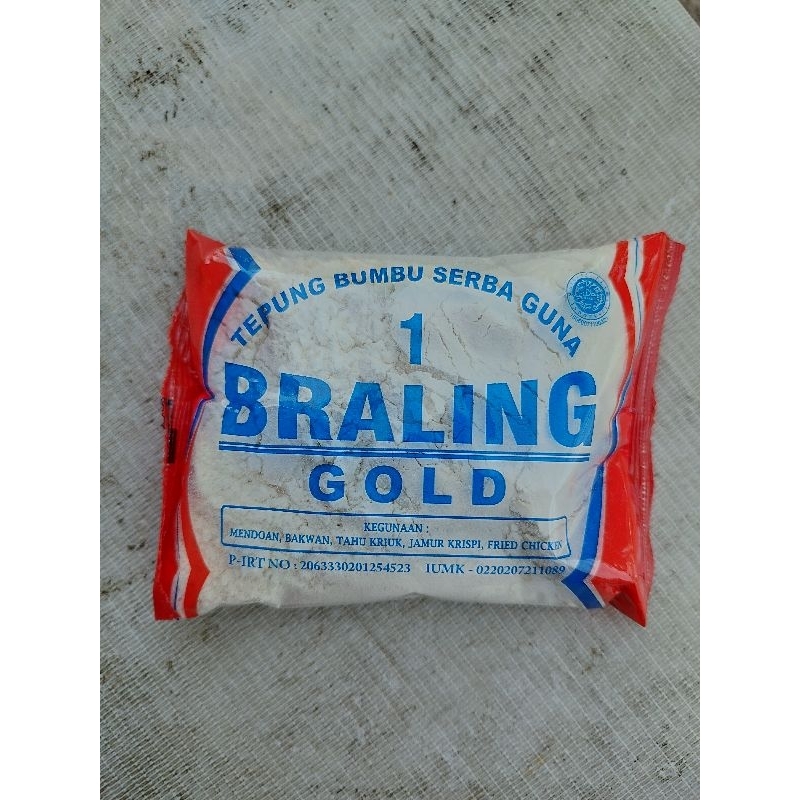 TEPUNG BUMBU SERBA GUNA
1
BRALING
GOLD
KEGUNAAN :
MENDOAN, BAKWAN, TAHU KRIUK, JAMUR KRISPI, FRIED CHICKEN
P-IRT NO : 2063330201254523 IUMK - 0220207211089